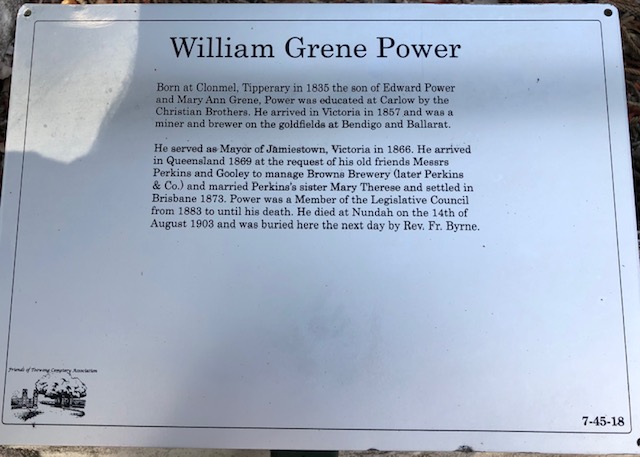 William Grene Power
Born at Clonmel, Tipperary in 1835 the son of Edward Power
and Mary Ann Grene, Power was educated at Carlow by the
Christian Brothers. He arrived in Victoria in 1857 and was a
miner and brewer on the goldfields at Bendigo and Ballarat.
He served as Mayor of Jamiestown, Victoria in 1866. He arrived
in Queensland 1869 at the request of his old friends Messrs
Perkins and Gooley to manage Browns Brewery (later Perkins
& Co.) and married Perkins's sister Mary Therese and settled in
Brisbane 1873. Power was a Member of the Legislative Council
from 1883 to until his death. He died at Nundah on the 14th of
August 1903 and was buried here the next day by Rev. Fr. Byrne.
Friends of Toowong Cemetery Association
7-45-18